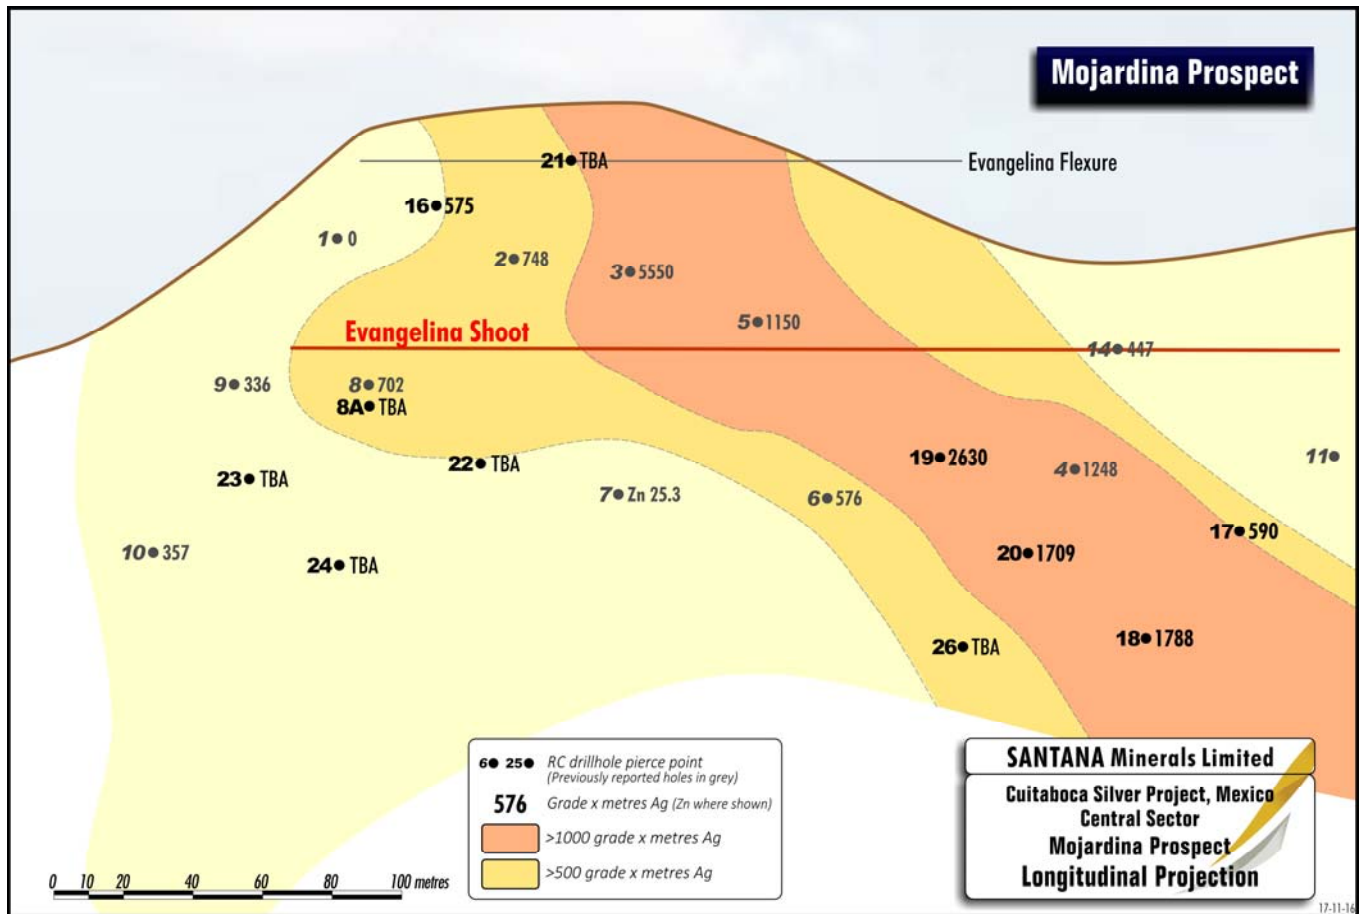 Mojardina Prospect
21 TBA
Evangelina Flexure
16 575
1 0
2 748
3 5550
5 1150
Evangelina Shoot
14 447
9 336
8 702
8A TBA
11
19 2630
4 1248
22 TBA
23 TBA
7 Zn 25.3
6 576
17 590
10 357
24 TBA
20 1709
26 TBA
18 1788
6 25 RC drillhole pierce point
(Previously reported holes in grey)
576 Grade x metres Ag (Zn where shown)
>1000 grade x metres Ag
>500 grade x metres Ag
0 10 20 40 60 80 100 metres
SANTANA Minerals Limited
Cuitaboca Silver Project, Mexico
Central Sector
Mojardina Prospect
Longitudinal Projection
17-11-16